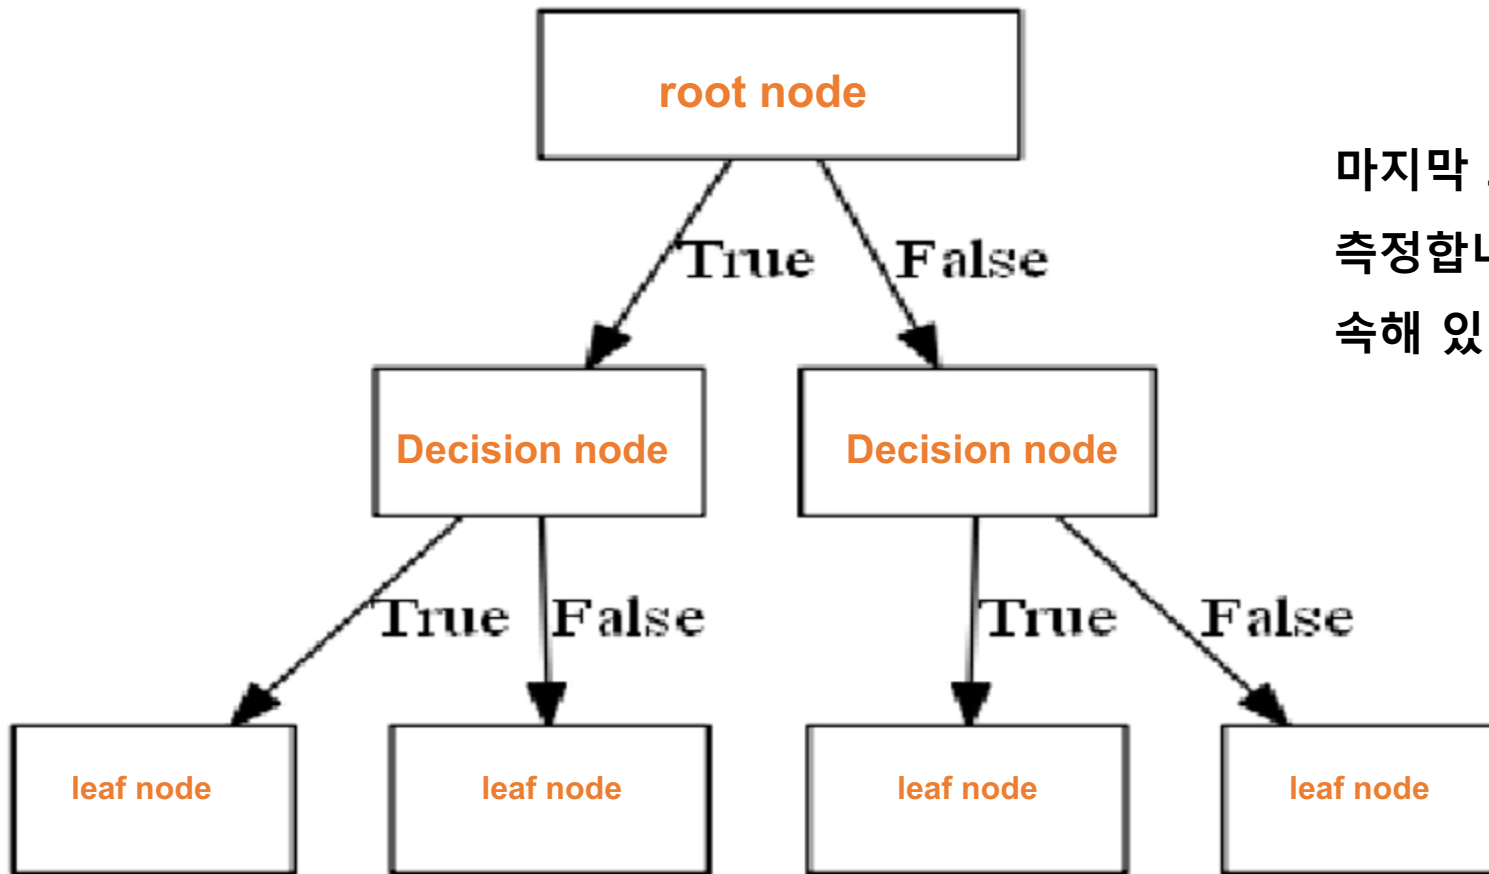 root node
마지막
측정합니
속해 있
True False
Decision node Decision node
True False True False
leaf node leaf node leaf node leaf node